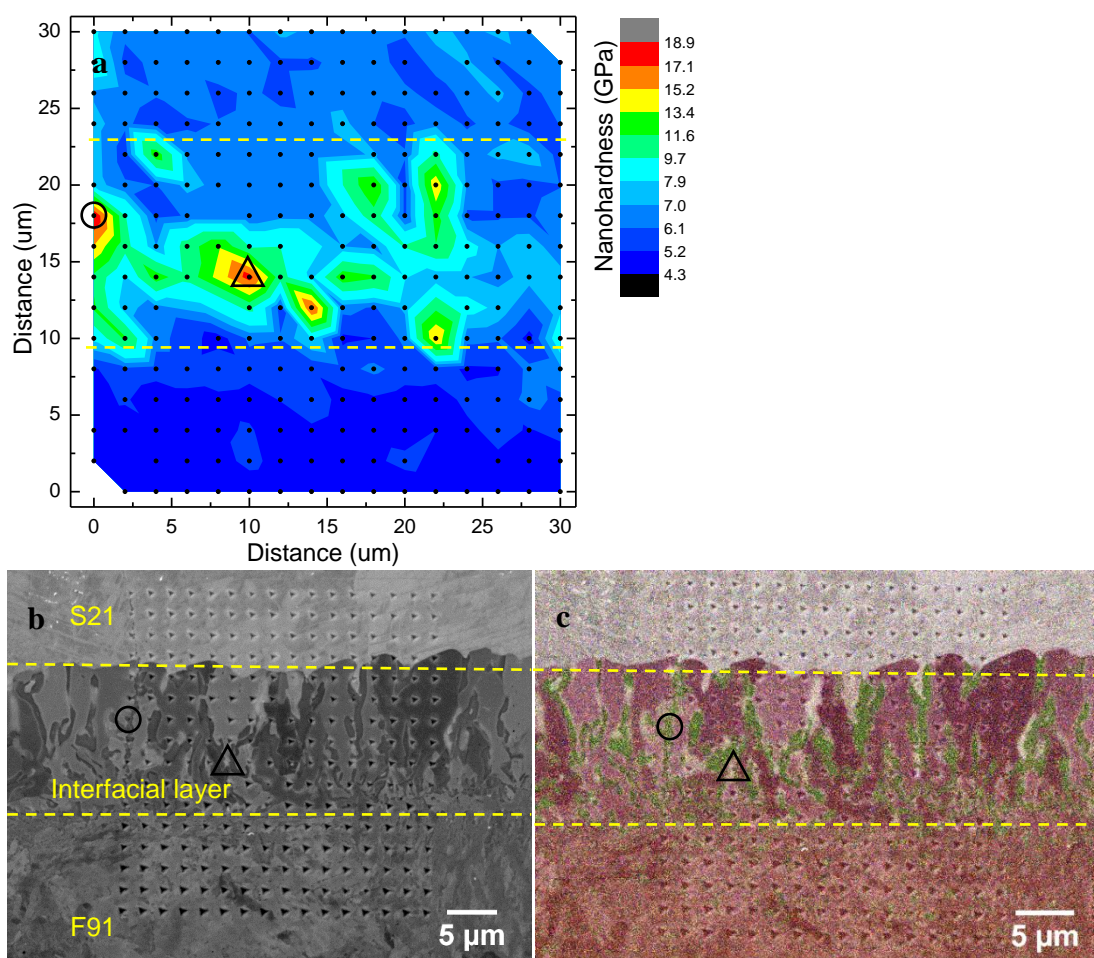 a
30
25
20
15
10
5
0
Distance (um)
0 5 10 15 20 25 30
Distance (um)
Nanohardness (GPa)
18.9
17.1
15.2
13.4
11.6
9.7
7.9
7.0
6.1
5.2
4.3
b
S21
Interfacial layer
F91
5 µm
c
5 µm